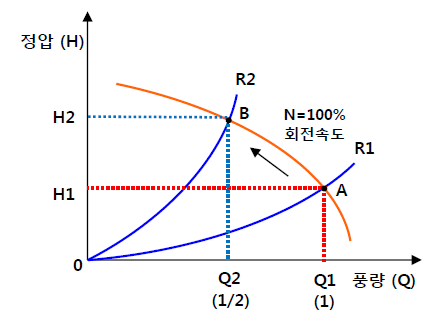 정압 (H)
R2
H2
B
N=100%
회전속도
R1
H1
A
0
Q2
(1/2)
Q1
(1)
풍량 (Q)